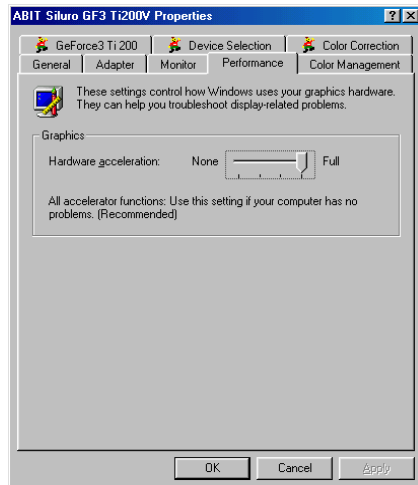 ABIT Siluro GF3 Ti200V Properties
GeForce3 Ti 200 Device Selection Color Correction
General Adapter Monitor Performance Color Management
These settings control how Windows uses your graphics hardware.
They can help you troubleshoot display-related problems.
Graphics
Hardware acceleration: None Full
All accelerator functions: Use this setting if your computer has no
problems. (Recommended)
OK Cancel Apply